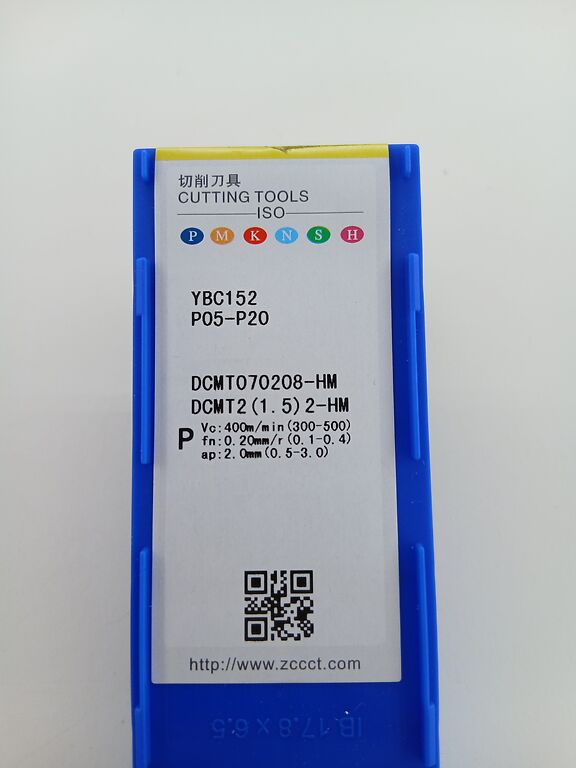 切削刀具
CUTTING TOOLS
ISO
P M K N S H
YBC152
P05-P20
DCMT070208-HM
DCMT2(1.5)2-HM
P
Vc:400m/min(300-500)
fn:0.20mm/r(0.1-0.4)
ap:2.0mm(0.5-3.0)
http://www.zccct.com
IB 17.8 x 6.5